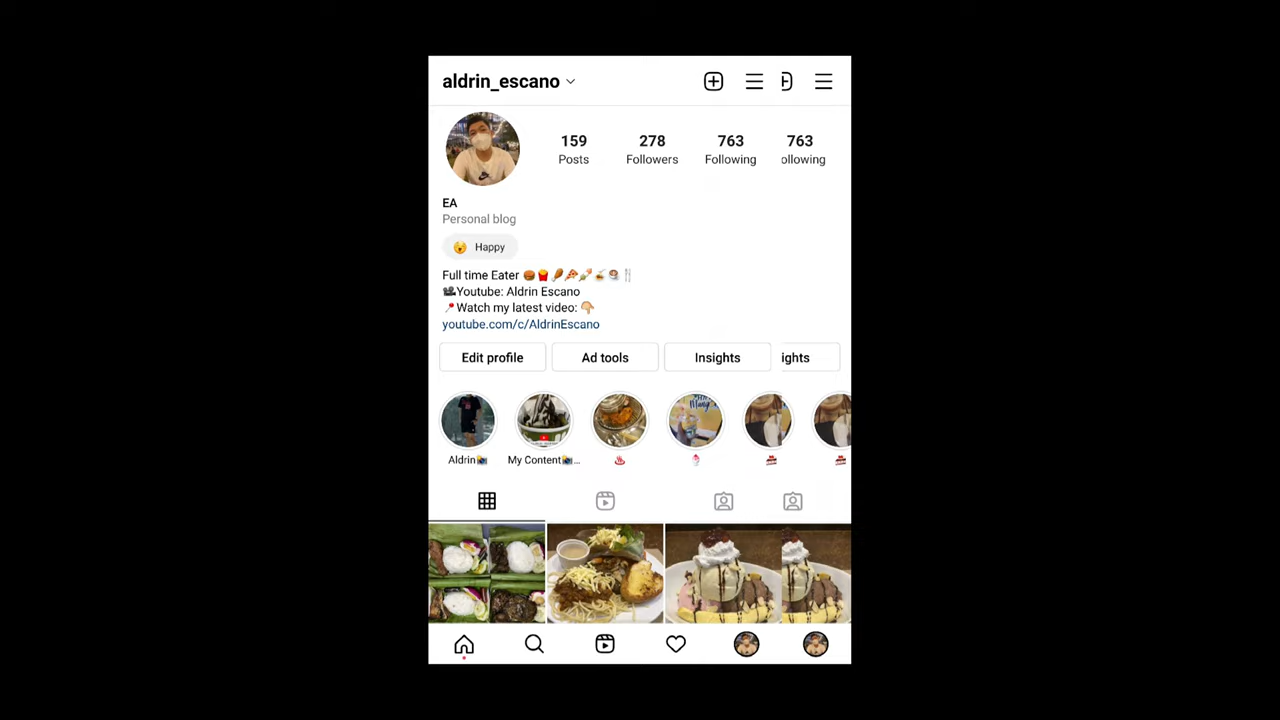 aldrin_escano
159 278 763 763
Posts Followers Following ollowing
EA
Personal blog
Happy
Full time Eater
Youtube: Aldrin Escano
Watch my latest video:
youtube.com/c/AldrinEscano
Edit profile Ad tools Insights ights
Aldrin My Content...